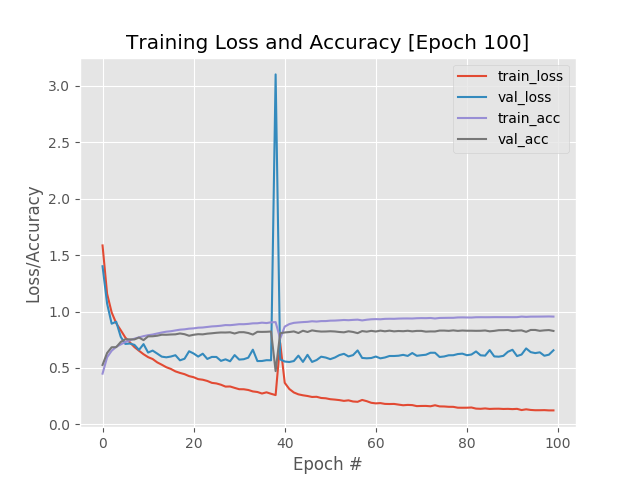 Training Loss and Accuracy [Epoch 100]
train_loss
val_loss
train_acc
val_acc
3.0
2.5
2.0
1.5
1.0
0.5
0.0
Loss/Accuracy
0 20 40 60 80 100
Epoch #